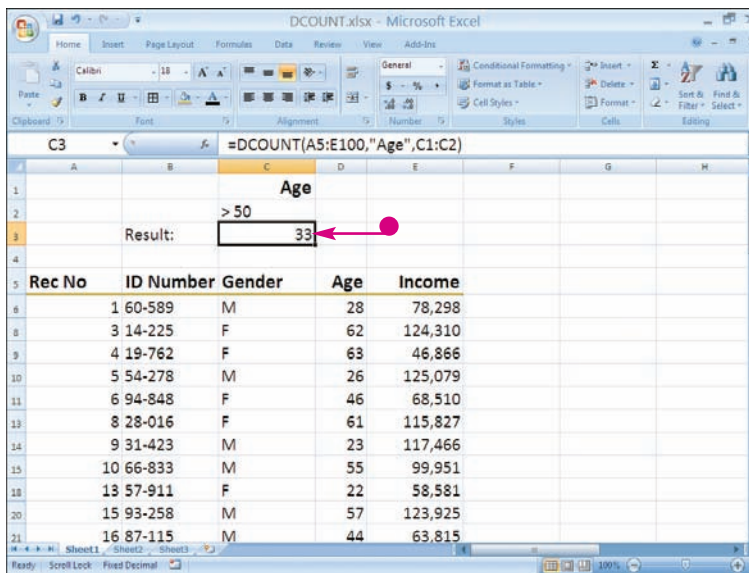 DCOUNT.xlsx - Microsoft Excel
Home Insert Page Layout Formulas Data Review View Add-Ins
Paste
Calibri 18 A A
B I U A
General
$ % ,
Conditional Formatting
Format as Table
Cell Styles
Insert
Delete
Format
Σ
Sort & Filter
Find & Select
Clipboard Font Alignment Number Styles Cells Editing
C3 fx =DCOUNT(A5:E100,"Age",C1:C2)
A B C D E F G H
1 Age
2 > 50
3 Result: 33
4
5 Rec No ID Number Gender Age Income
6 1 60-589 M 28 78,298
8 3 14-225 F 62 124,310
9 4 19-762 F 63 46,866
10 5 54-278 M 26 125,079
11 6 94-848 F 46 68,510
13 8 28-016 F 61 115,827
14 9 31-423 M 23 117,466
15 10 66-833 M 55 99,951
18 13 57-911 F 22 58,581
20 15 93-258 M 57 123,925
21 16 87-115 M 44 63,815
Sheet1 Sheet2 Sheet3
Ready Scroll Lock Fixed Decimal 100%